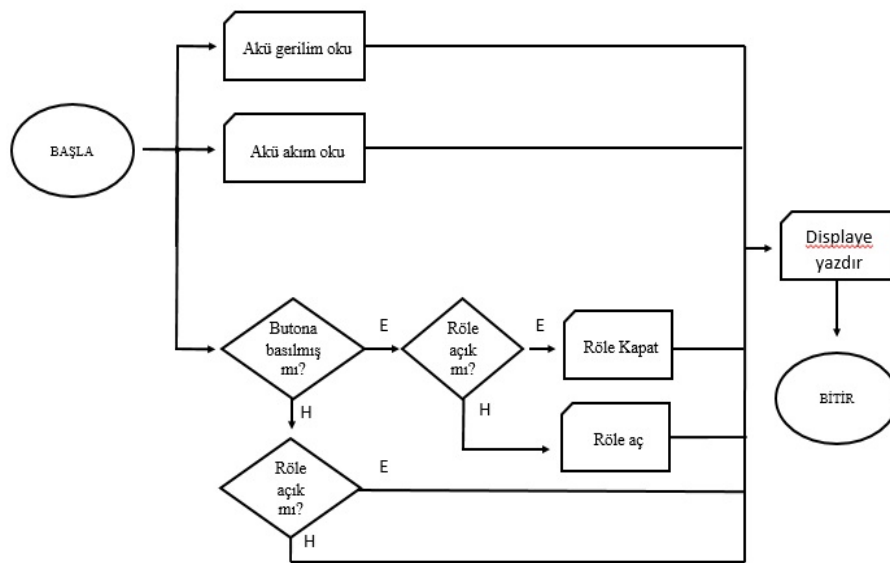 Akü gerilim oku
BAŞLA
Akü akım oku
Displaye
yazdır
Butona
basılmış
mı?
E
Röle
açık
mı?
E
Röle Kapat
H
H
Röle aç
BİTİR
Röle
açık
mı?
E
H